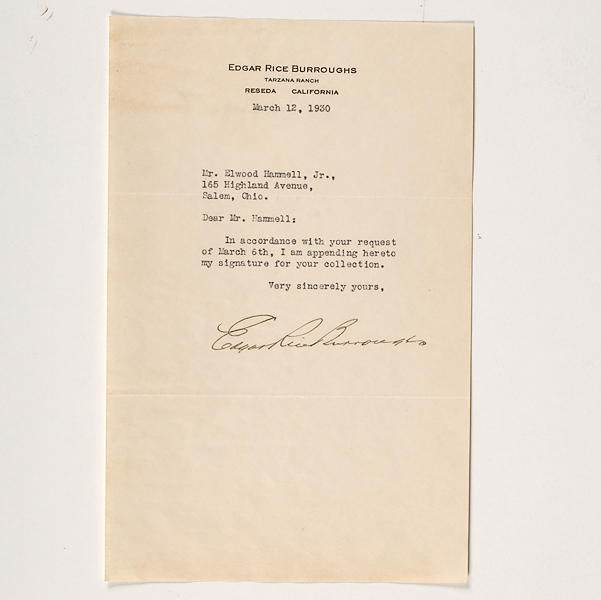 EDGAR RICE BURROUGHS
TARZANA RANCH
RESEDA CALIFORNIA
March 12, 1930
Mr. Elwood Hammell, Jr.,
165 Highland Avenue,
Salem, Ohio.
Dear Mr. Hammell:
In accordance with your request
of March 6th, I am appending hereto
my signature for your collection.
Very sincerely yours,
Edgar Rice Burroughs